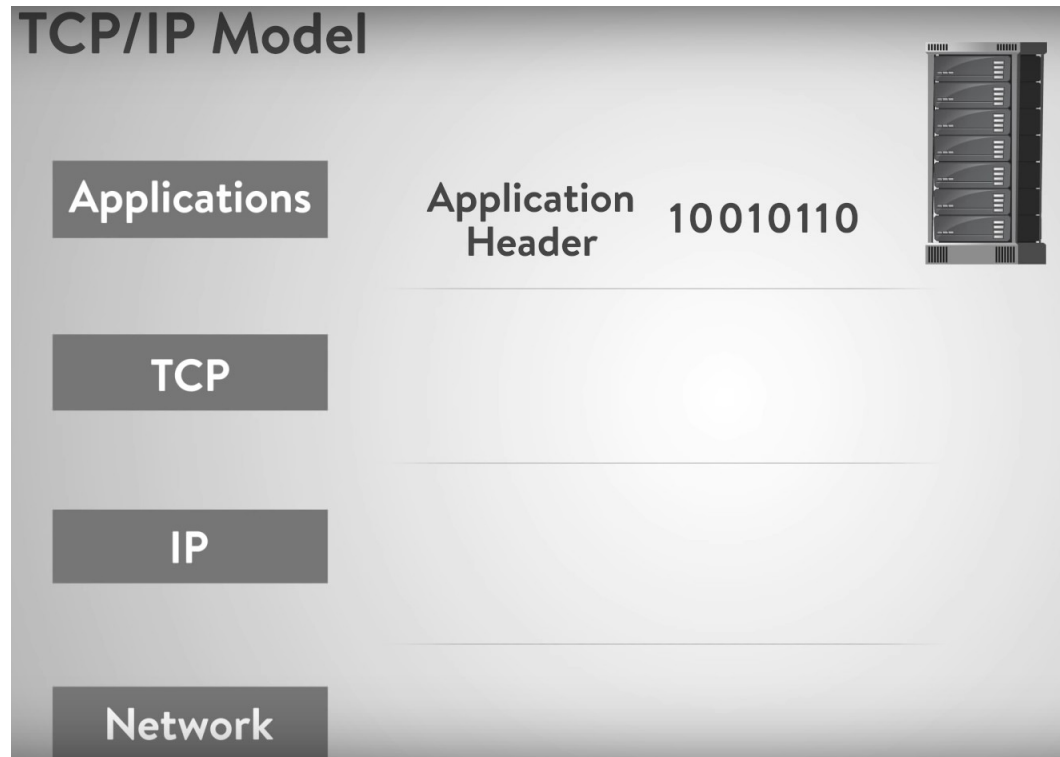 TCP/IP Model
Applications
Application
Header
10010110
TCP
IP
Network